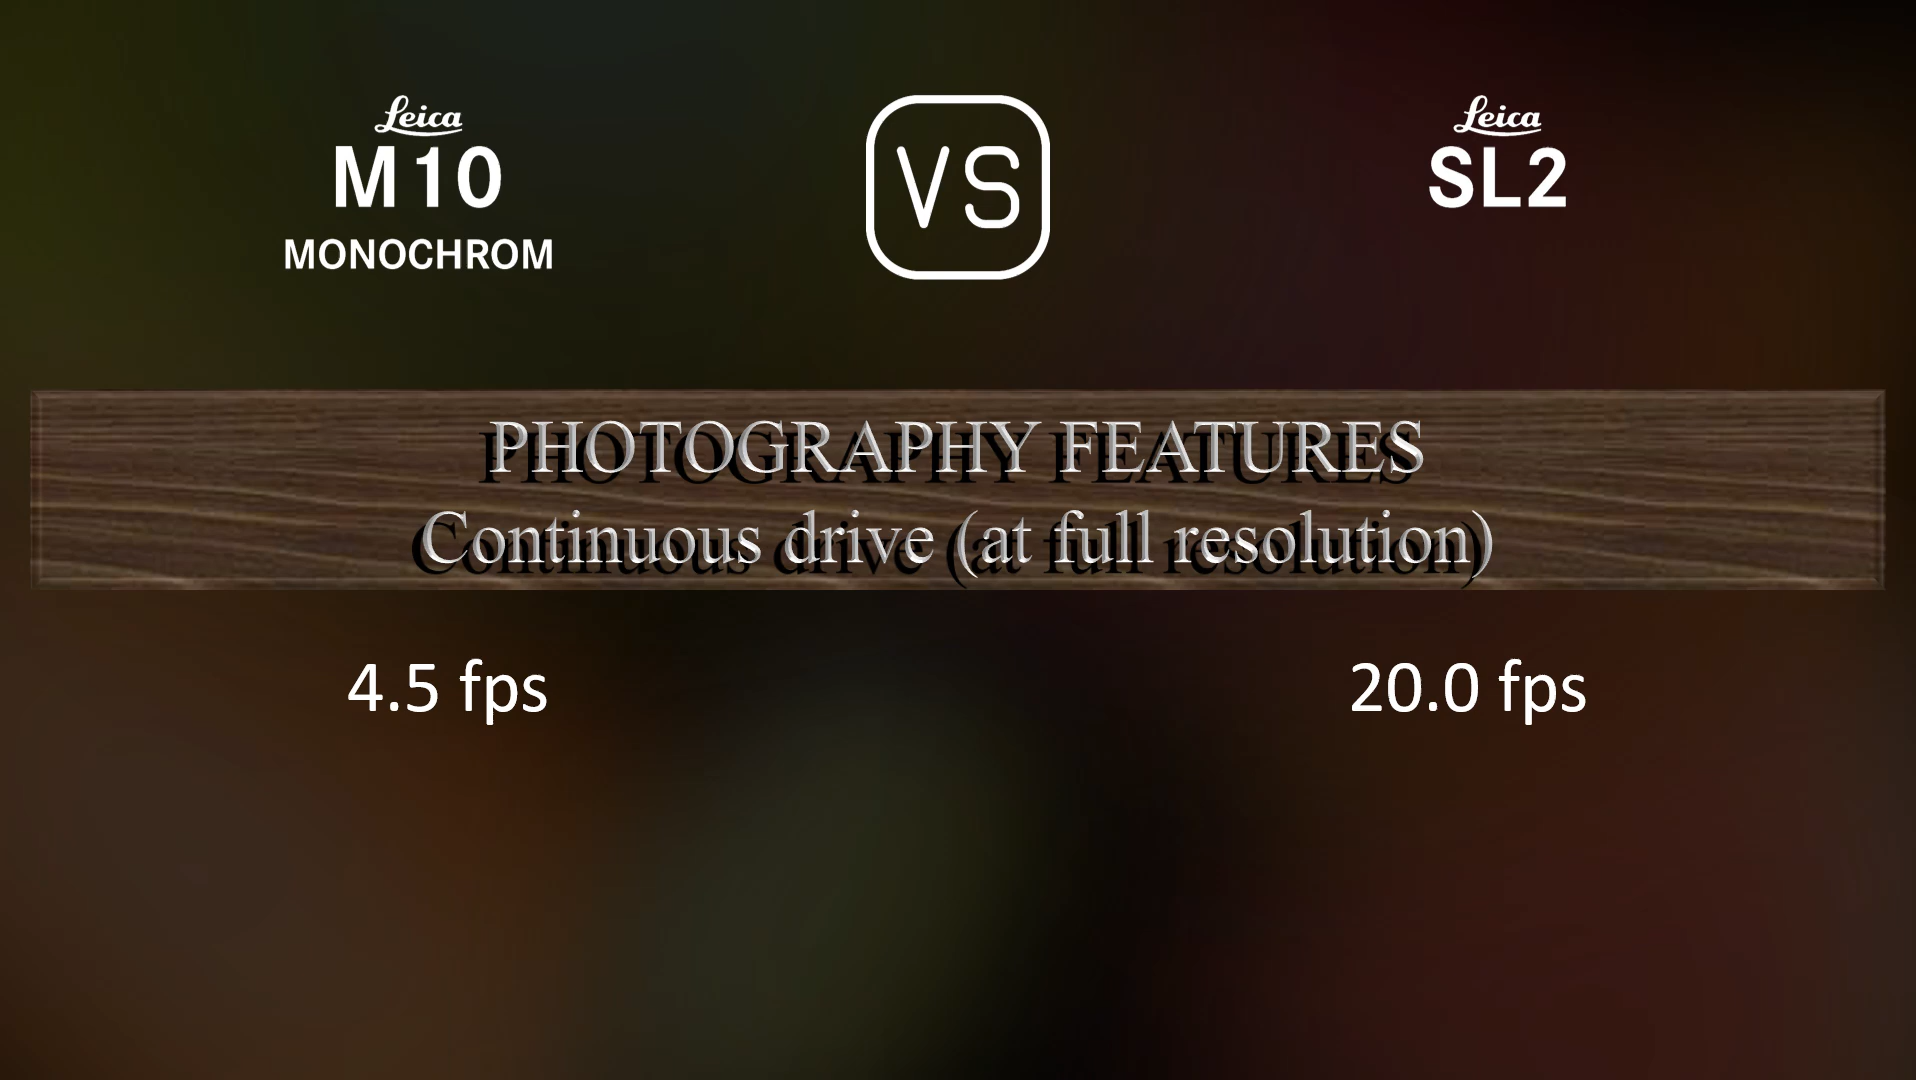 Leica
M10
MONOCHROM
VS
Leica
SL2
PHOTOGRAPHY FEATURES
Continuous drive (at full resolution)
4.5 fps
20.0 fps